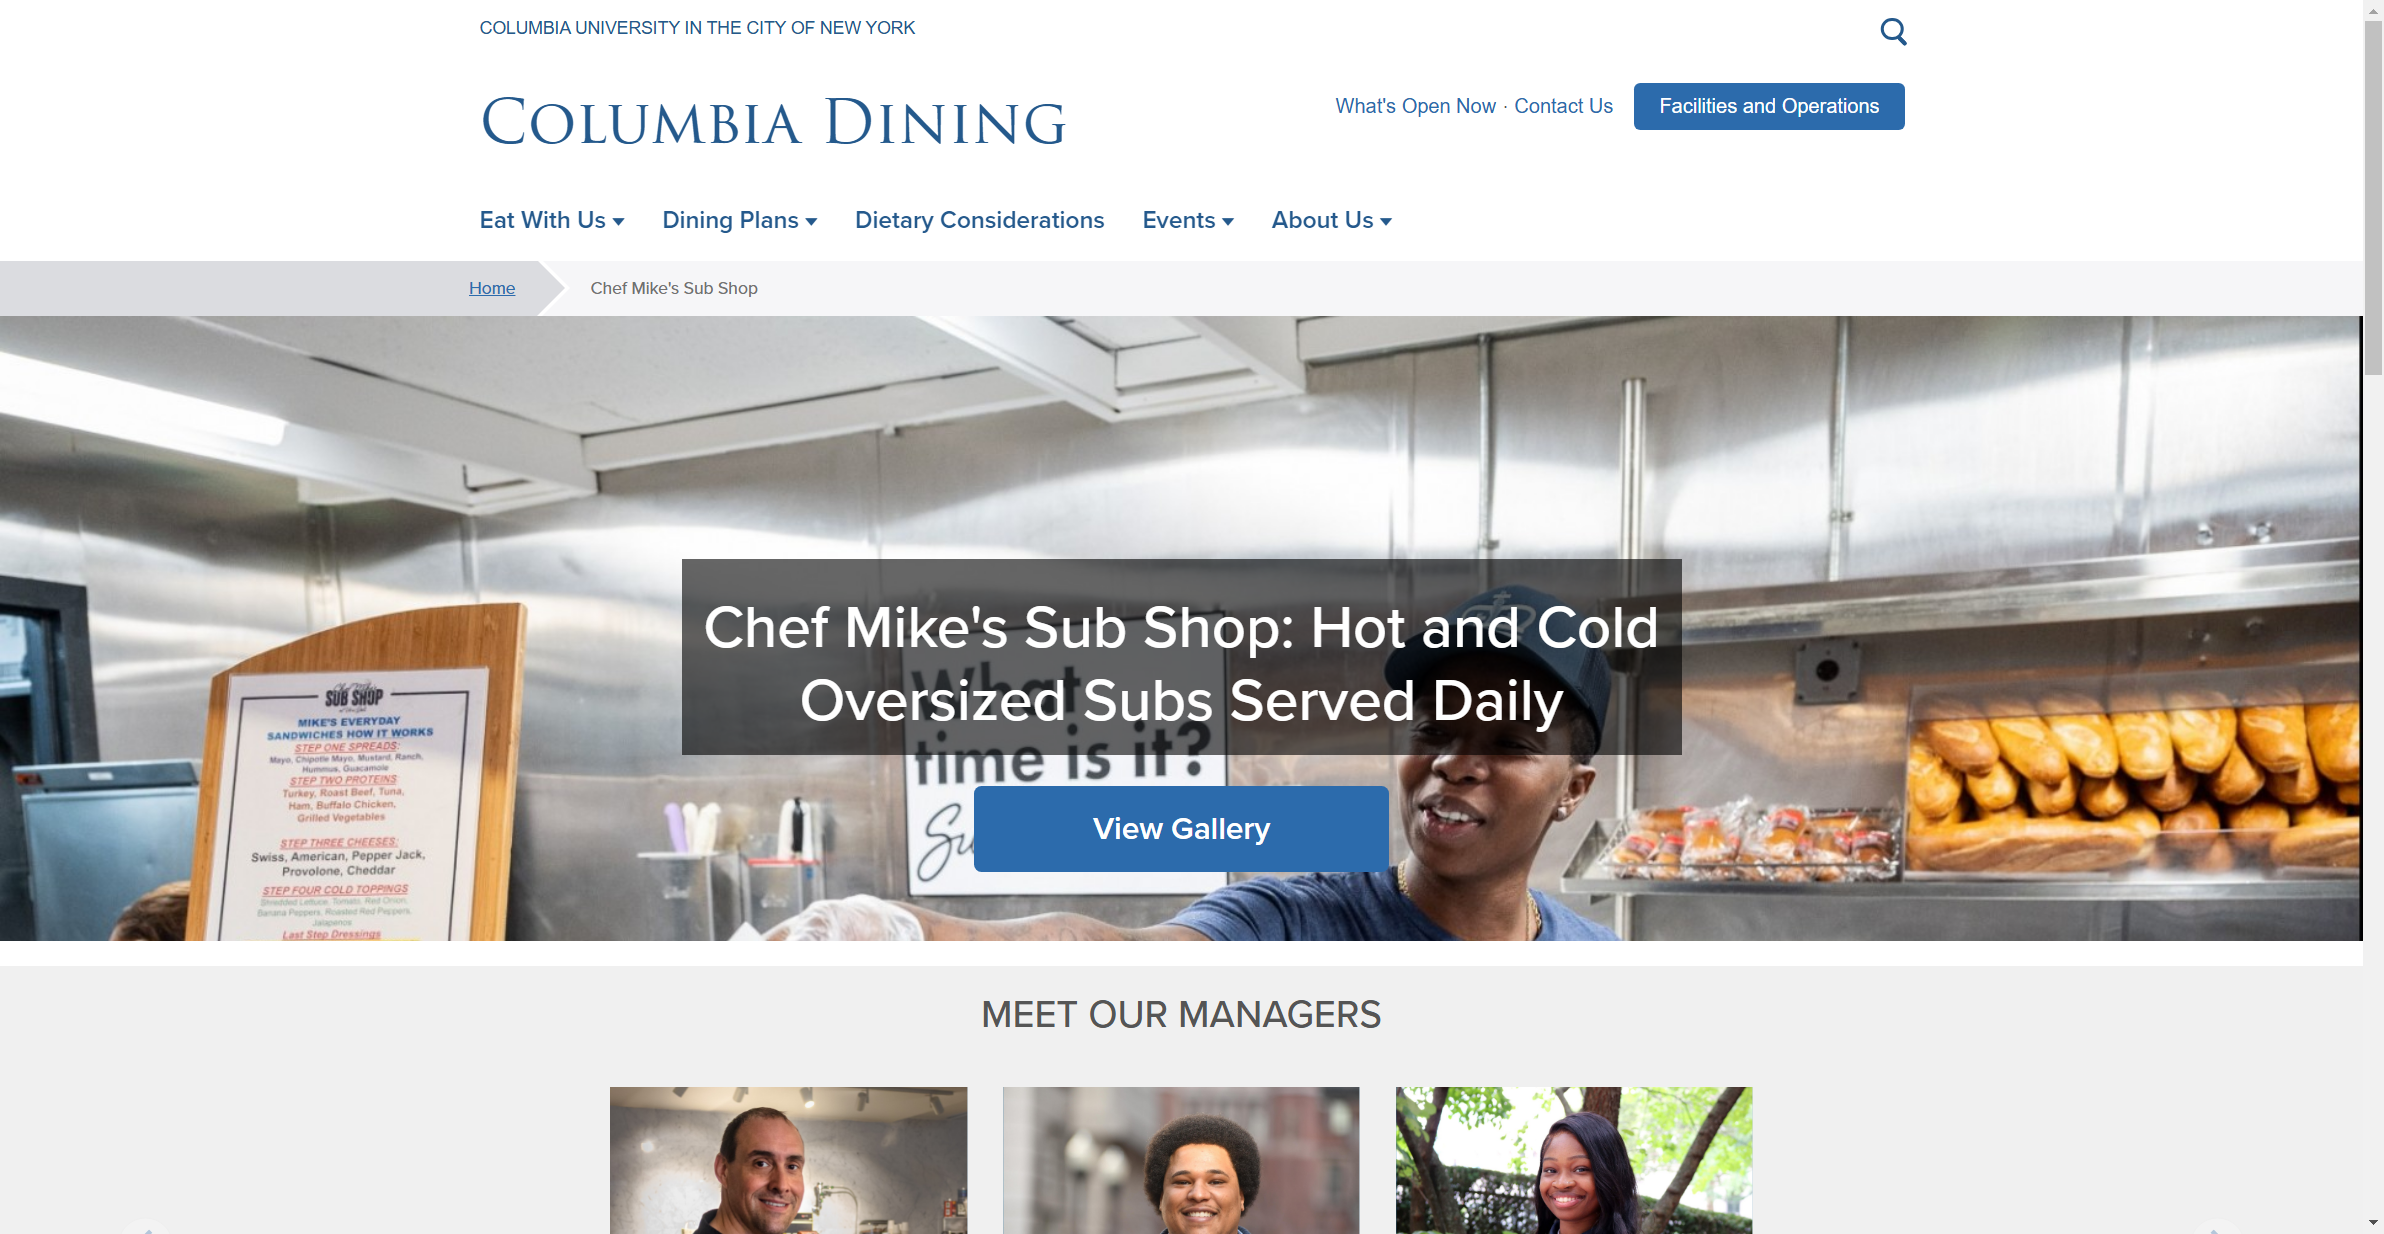 COLUMBIA UNIVERSITY IN THE CITY OF NEW YORK
COLUMBIA DINING
What's Open Now · Contact Us
Facilities and Operations
Eat With Us
Dining Plans
Dietary Considerations
Events
About Us
Home
Chef Mike's Sub Shop
Chef Mike's Sub Shop: Hot and Cold
Oversized Subs Served Daily
View Gallery
What
time is it?
Chef Mike's
SUB SHOP
MIKE'S EVERYDAY
SANDWICHES HOW IT WORKS
STEP ONE SPREADS:
Mayo, Chipotle Mayo, Mustard, Ranch,
Hummus, Guacamole
STEP TWO PROTEINS
Turkey, Roast Beef, Tuna,
Ham, Buffalo Chicken,
Grilled Vegetables
STEP THREE CHEESES:
Swiss, American, Pepper Jack,
Provolone, Cheddar
STEP FOUR COLD TOPPINGS
Shredded Lettuce, Tomato, Red Onion,
Banana Peppers, Roasted Red Peppers,
Jalapenos
Last Step Dressings
MEET OUR MANAGERS